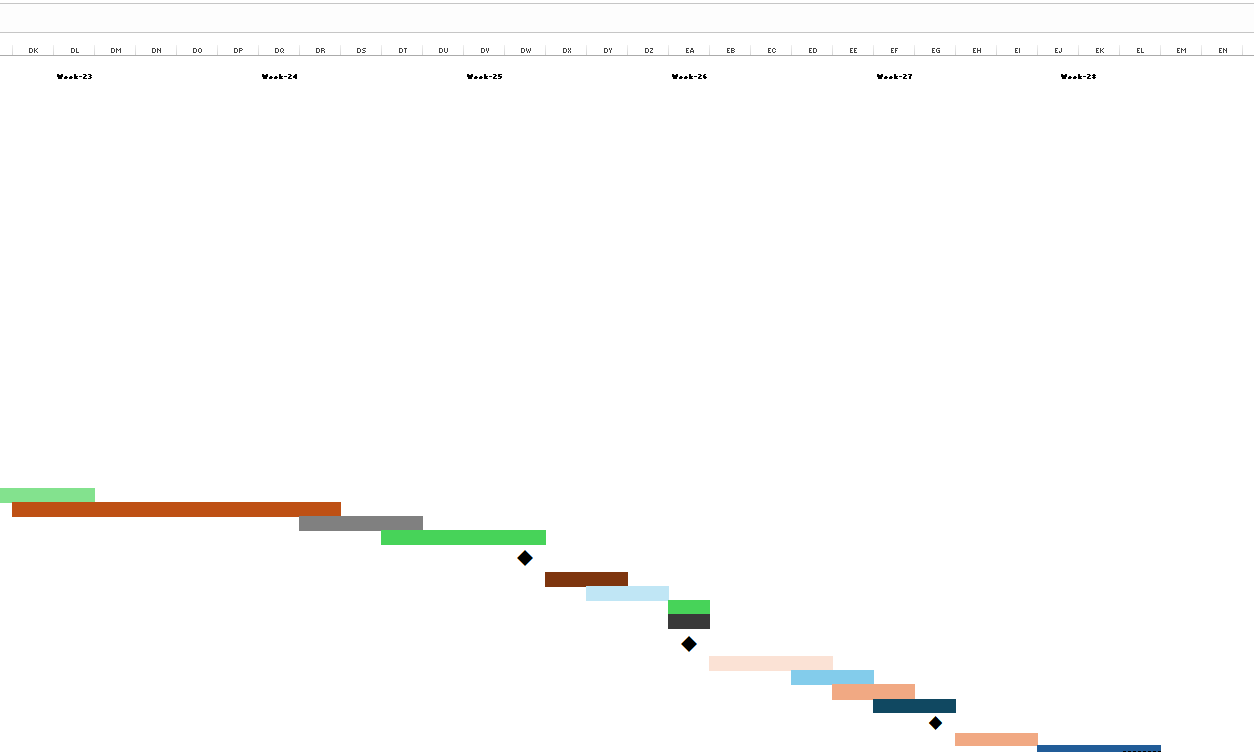 DK DL DM DN DO DP DQ DR DS DT DU DV DW DX DY DZ EA EB EC ED EE EF EG EH EI EJ EK EL EM EN
Week-23 Week-24 Week-25 Week-26 Week-27 Week-28